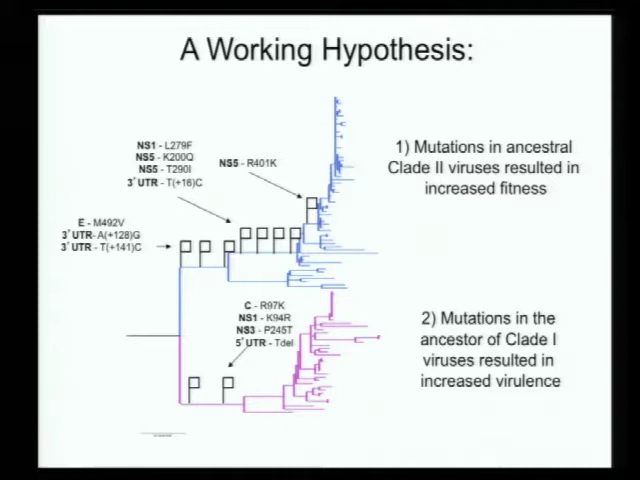 A Working Hypothesis:
NS1 - L279F
NS5 - K200Q
NS5 - T290I
3´UTR - T(+16)C
NS5 - R401K
1) Mutations in ancestral
Clade II viruses resulted in
increased fitness
E - M492V
3´UTR- A(+128)G
3´UTR - T(+141)C
C - R97K
NS1 - K94R
NS3 - P245T
5´UTR - Tdel
2) Mutations in the
ancestor of Clade I
viruses resulted in
increased virulence